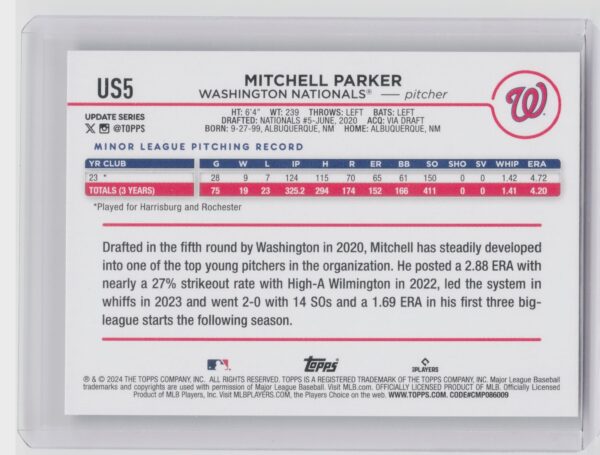 US5
MITCHELL PARKER
WASHINGTON NATIONALS® — pitcher
W
UPDATE SERIES
X @TOPPS
HT: 6'4" WT: 239 THROWS: LEFT BATS: LEFT
DRAFTED: NATIONALS #5-JUNE, 2020 ACQ: VIA DRAFT
BORN: 9-27-99, ALBUQUERQUE, NM HOME: ALBUQUERQUE, NM
MINOR LEAGUE PITCHING RECORD
YR CLUB G W L IP H R ER BB SO SHO SV WHIP ERA
23 * 28 9 7 124 115 70 65 61 150 0 0 1.42 4.72
TOTALS (3 YEARS) 75 19 23 325.2 294 174 152 166 411 0 0 1.41 4.20
*Played for Harrisburg and Rochester
Drafted in the fifth round by Washington in 2020, Mitchell has steadily developed
into one of the top young pitchers in the organization. He posted a 2.88 ERA with
nearly a 27% strikeout rate with High-A Wilmington in 2022, led the system in
whiffs in 2023 and went 2-0 with 14 SOs and a 1.69 ERA in his first three big-
league starts the following season.
Topps
PLAYERS
® & © 2024 THE TOPPS COMPANY, INC. ALL RIGHTS RESERVED. TOPPS IS A REGISTERED TRADEMARK OF THE TOPPS COMPANY, INC. Major League Baseball
trademarks and copyrights are used with permission of Major League Baseball. Visit MLB.com. OFFICIALLY LICENSED PRODUCT OF MLB. Officially Licensed
Product of MLB Players, Inc. Visit MLBPLAYERS.COM, the Players Choice on the web. WWW.TOPPS.COM. CODE#CMP086009